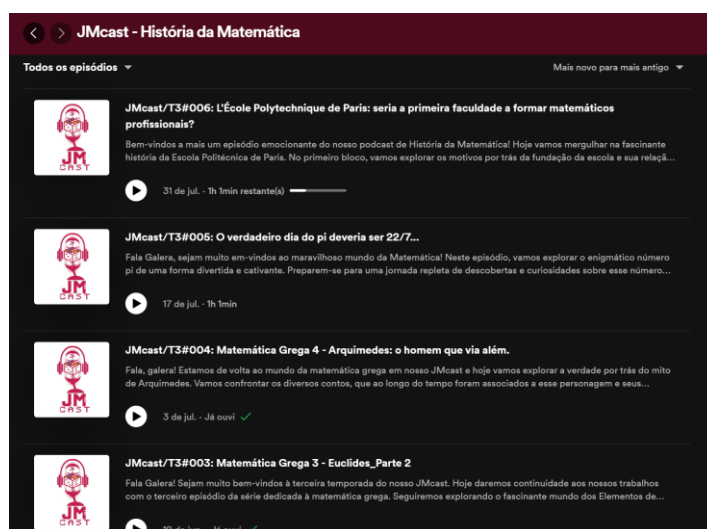 JMcast - História da Matemática
Todos os episódios
Mais novo para mais antigo
JMcast/T3#006: L'École Polytechnique de Paris: seria a primeira faculdade a formar matemáticos
profissionais?
Bem-vindos a mais um episódio emocionante do nosso podcast de História da Matemática! Hoje vamos mergulhar na fascinante
história da Escola Politécnica de Paris. No primeiro bloco, vamos explorar os motivos por trás da fundação da escola e sua relaçã...
JM
CAST
31 de jul. · 1h 1min restante(s)
JMcast/T3#005: O verdadeiro dia do pi deveria ser 22/7...
Fala Galera, sejam muito em-vindos ao maravilhoso mundo da Matemática! Neste episódio, vamos explorar o enigmático número
pi de uma forma divertida e cativante. Preparem-se para uma jornada repleta de descobertas e curiosidades sobre esse número...
JM
CAST
17 de jul. · 1h 1min
JMcast/T3#004: Matemática Grega 4 - Arquimedes: o homem que via além.
Fala, galera! Estamos de volta ao mundo da matemática grega em nosso JMcast e hoje vamos explorar a verdade por trás do mito
de Arquimedes. Vamos confrontar os diversos contos, que ao longo do tempo foram associados a esse personagem e seus...
JM
CAST
3 de jul. · Já ouvi
JMcast/T3#003: Matemática Grega 3 - Euclides_Parte 2
Fala Galera! Sejam muito bem-vindos à terceira temporada do nosso JMcast. Hoje daremos continuidade aos nossos trabalhos
com o terceiro episódio da série dedicada à matemática grega. Seguiremos explorando o fascinante mundo dos Elementos de...
JM
CAST